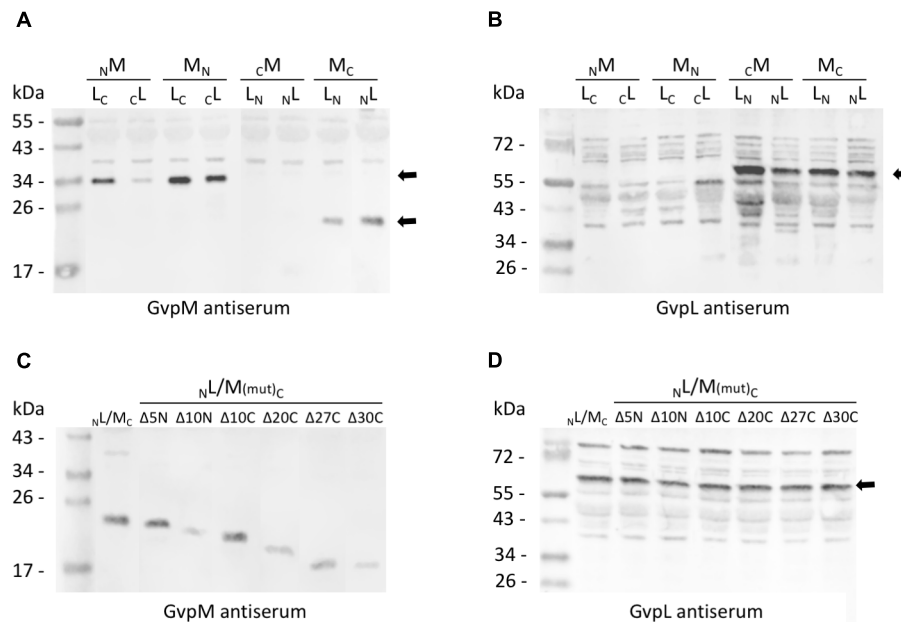 A
NM MN CM MC
kDa LC CL LC CL LN NL LN NL
55 -
43 -
34 -
26 -
17 -
GvpM antiserum
B
NM MN CM MC
kDa LC CL LC CL LN NL LN NL
72 -
55 -
43 -
34 -
26 -
GvpL antiserum
C
NL/M(mut)C
kDa NL/MC Δ5N Δ10N Δ10C Δ20C Δ27C Δ30C
43 -
34 -
26 -
17 -
GvpM antiserum
D
NL/M(mut)C
kDa NL/MC Δ5N Δ10N Δ10C Δ20C Δ27C Δ30C
72 -
55 -
43 -
34 -
26 -
GvpL antiserum